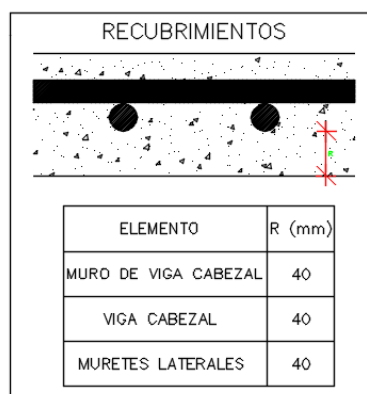 RECUBRIMIENTOS
R
ELEMENTO R (mm)
MURO DE VIGA CABEZAL 40
VIGA CABEZAL 40
MURETES LATERALES 40